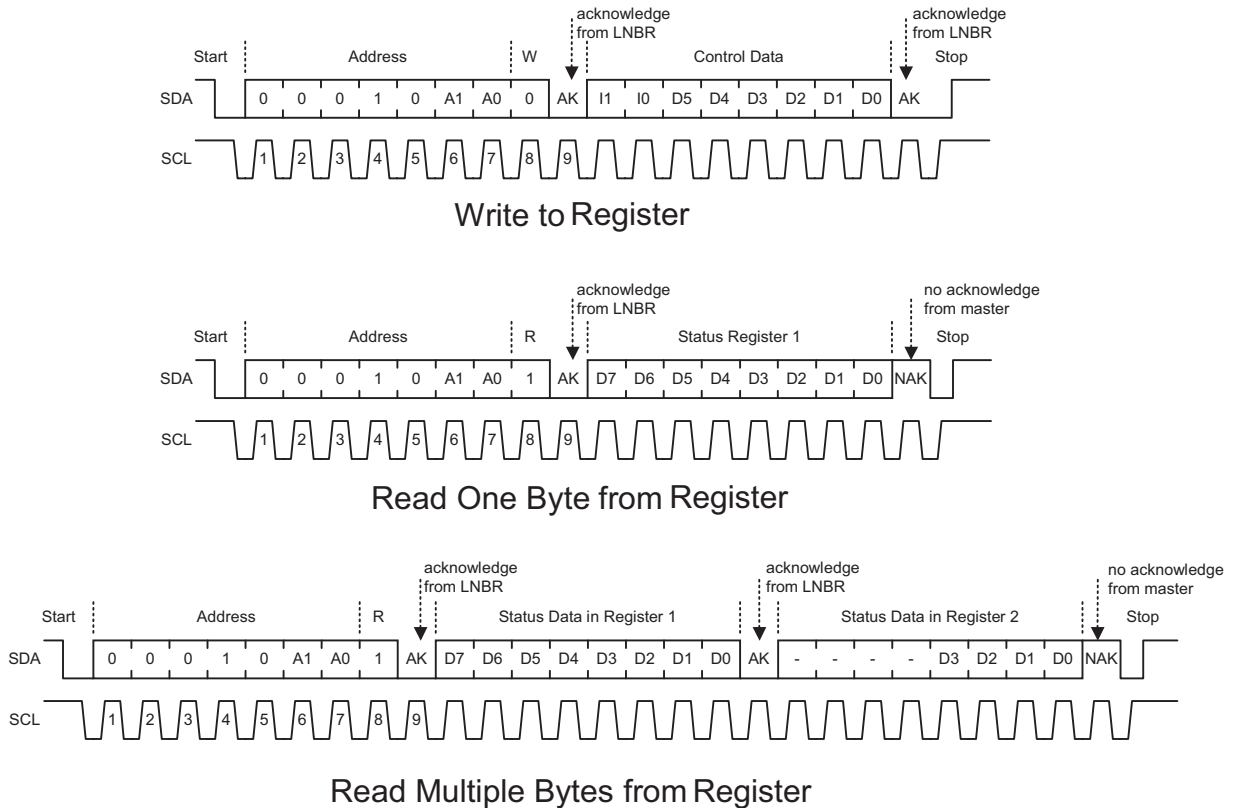 acknowledge acknowledge
from LNBR from LNBR
Start Address W Control Data Stop
SDA 0 0 0 1 0 A1 A0 0 AK I1 I0 D5 D4 D3 D2 D1 D0 AK
SCL 1 2 3 4 5 6 7 8 9
Write to Register
acknowledge no acknowledge
from LNBR from master
Start Address R Status Register 1 Stop
SDA 0 0 0 1 0 A1 A0 1 AK D7 D6 D5 D4 D3 D2 D1 D0 NAK
SCL 1 2 3 4 5 6 7 8 9
Read One Byte from Register
acknowledge acknowledge no acknowledge
from LNBR from LNBR from master
Start Address R Status Data in Register 1 Status Data in Register 2 Stop
SDA 0 0 0 1 0 A1 A0 1 AK D7 D6 D5 D4 D3 D2 D1 D0 AK - - - - D3 D2 D1 D0 NAK
SCL 1 2 3 4 5 6 7 8 9
Read Multiple Bytes from Register